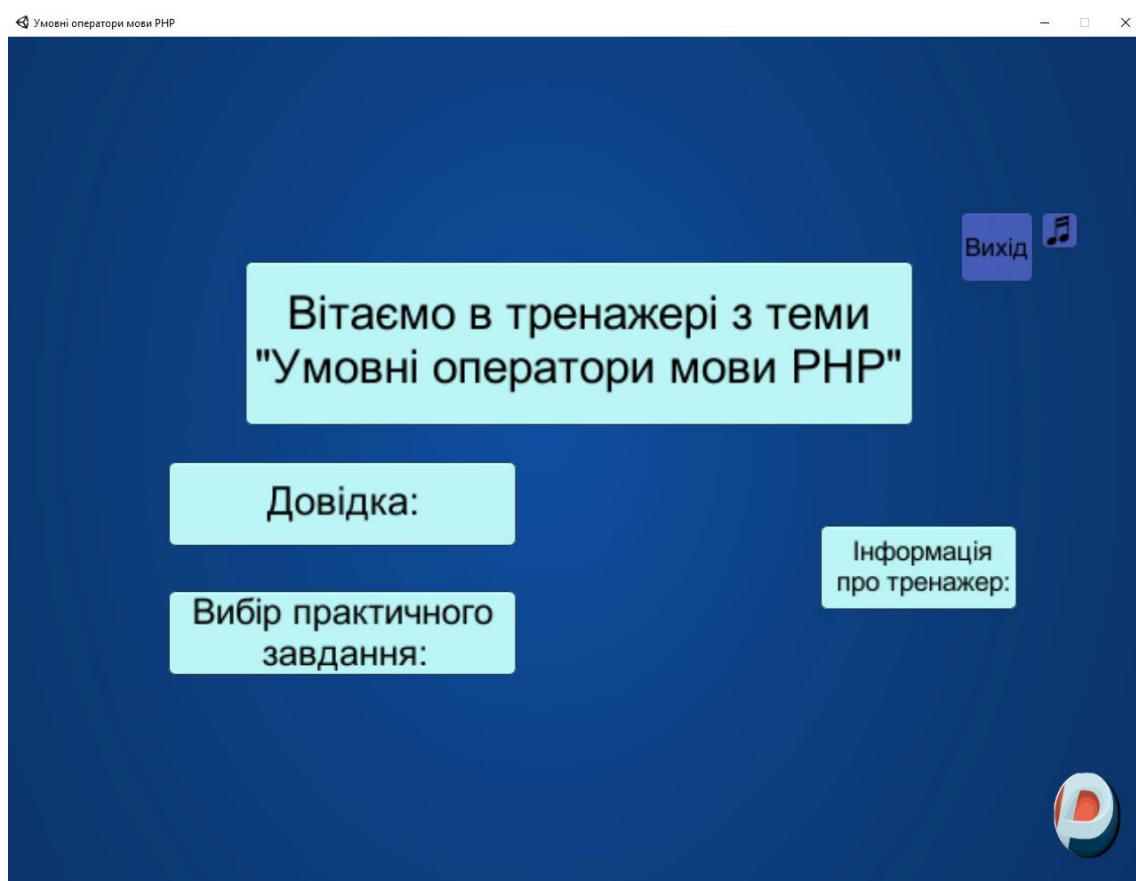 Умовні оператори мови PHP
Вихід
Вітаємо в тренажері з теми
"Умовні оператори мови PHP"
Довідка:
Інформація
про тренажер:
Вибір практичного
завдання: